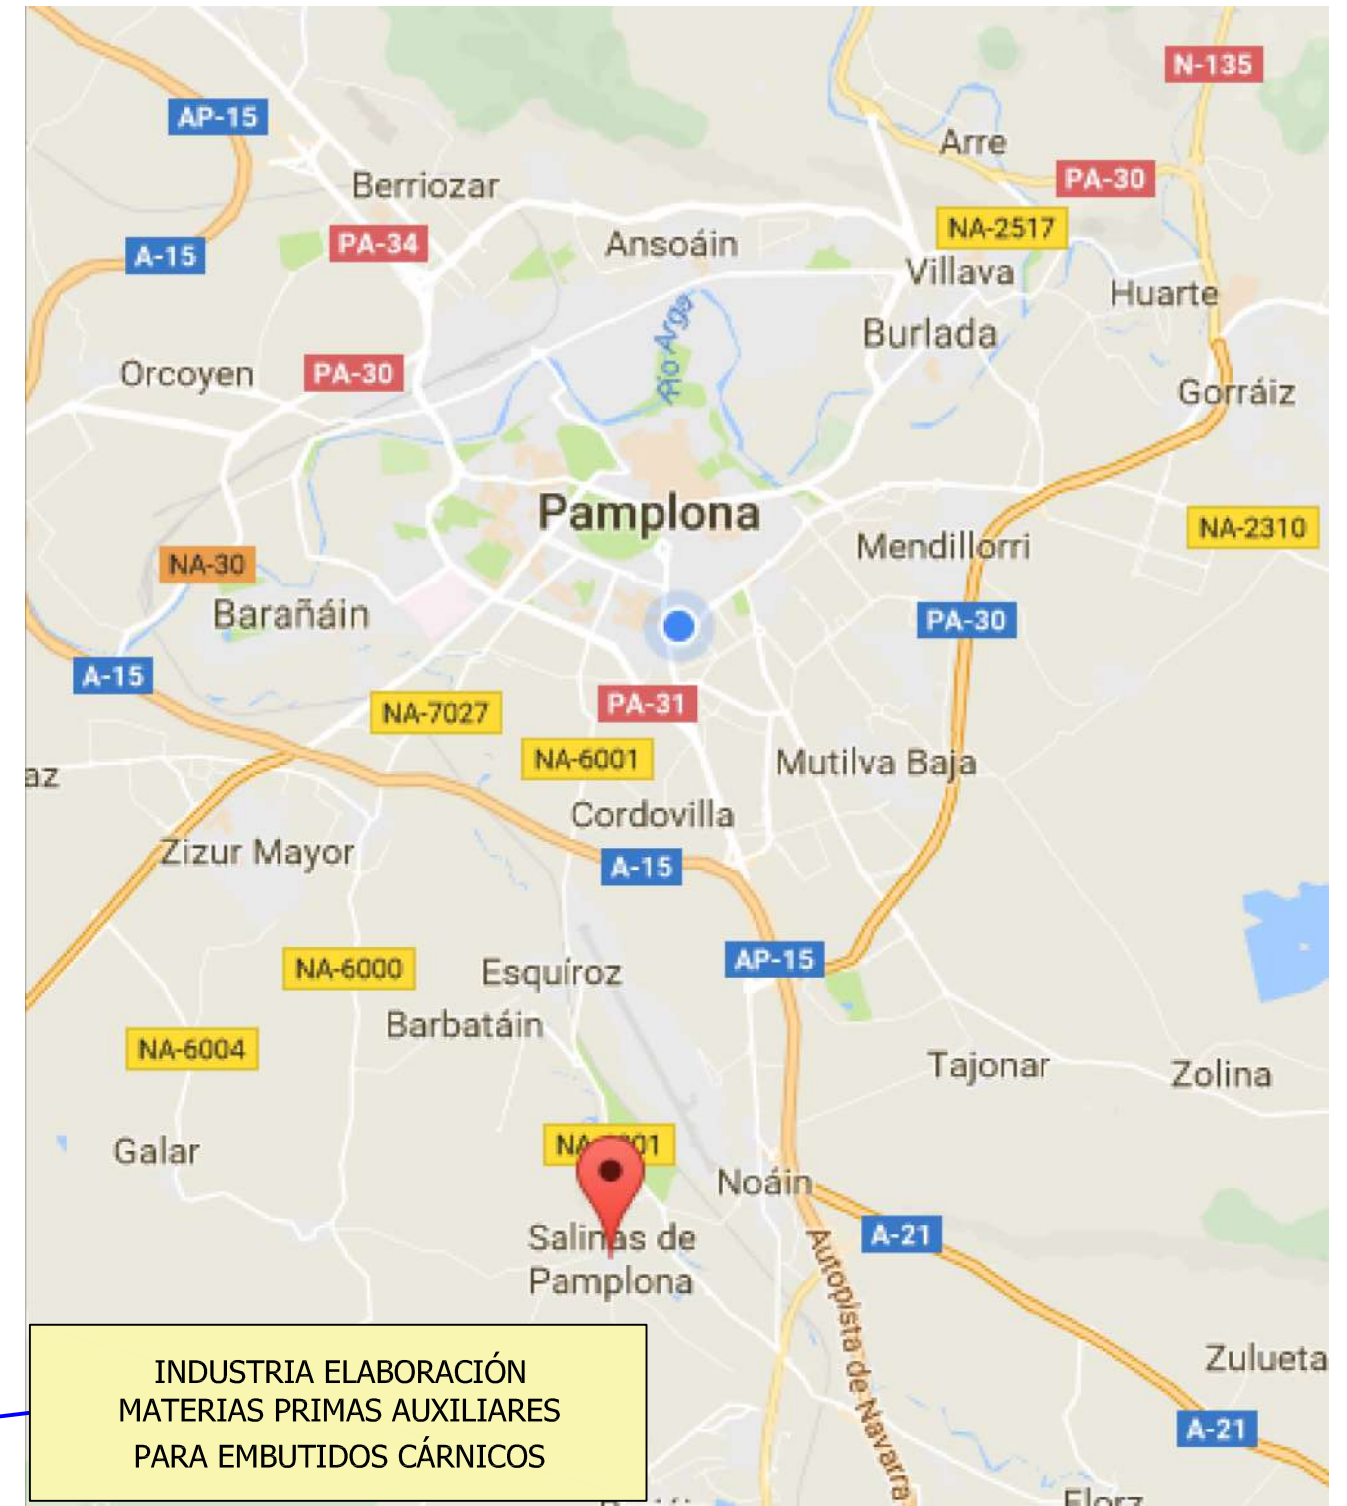 N-135
AP-15
Arre
PA-30
Berriozar
NA-2517
PA-34
Ansoáin
A-15
Villava
Huarte
Río Arga
Burlada
Orcoyen
PA-30
Gorráiz
Pamplona
NA-2310
Mendillorri
NA-30
Barañáin
PA-30
A-15
PA-31
NA-7027
NA-6001
Mutilva Baja
az
Cordovilla
Zizur Mayor
A-15
AP-15
NA-6000
Esquíroz
Barbatáin
NA-6004
Tajonar
Zolina
Galar
Noáin
Salinas de
Pamplona
A-21
Autopista de Navarra
Zulueta
INDUSTRIA ELABORACIÓN
MATERIAS PRIMAS AUXILIARES
PARA EMBUTIDOS CÁRNICOS
A-21